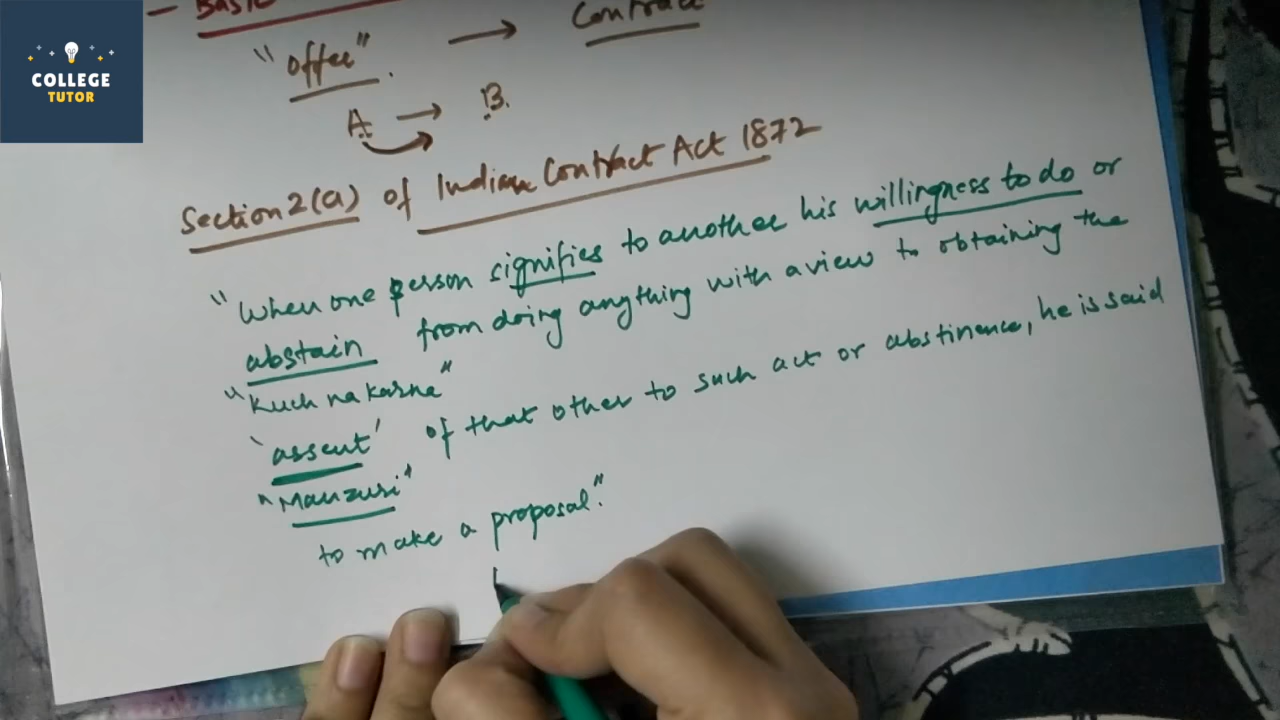 COLLEGE
TUTOR
- Basic
"offer" → Contract
A → B.
Section 2(a) of Indian Contract Act 1872
"When one person signifies to another his willingness to do or
abstain from doing anything with a view to obtaining the
"Kuch na karna"
'assent' of that other to such act or abstinence, he is said
"Manzuri"
to make a proposal."